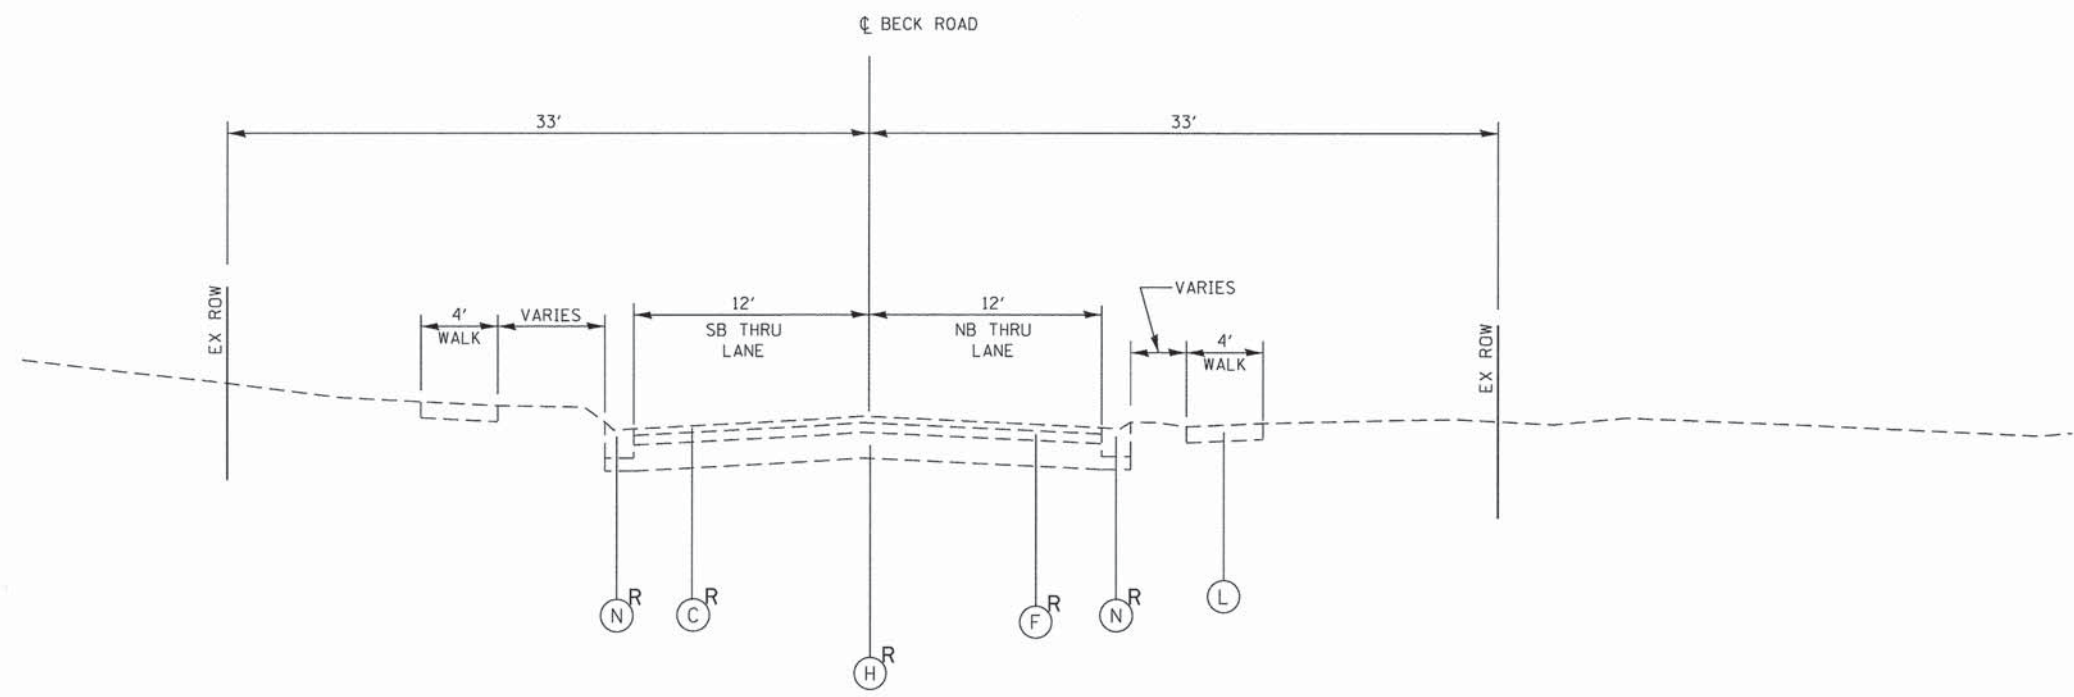 ℄ BECK ROAD
33'
33'
EX ROW
4'
WALK
VARIES
12'
SB THRU
LANE
12'
NB THRU
LANE
VARIES
4'
WALK
EX ROW
N R
C R
H R
F R
N R
L